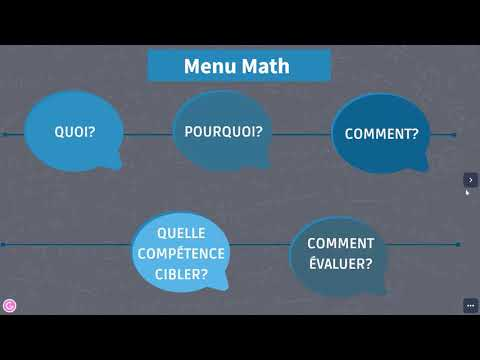 Menu Math
QUOI?
POURQUOI?
COMMENT?
QUELLE
COMPÉTENCE
CIBLER?
COMMENT
ÉVALUER?